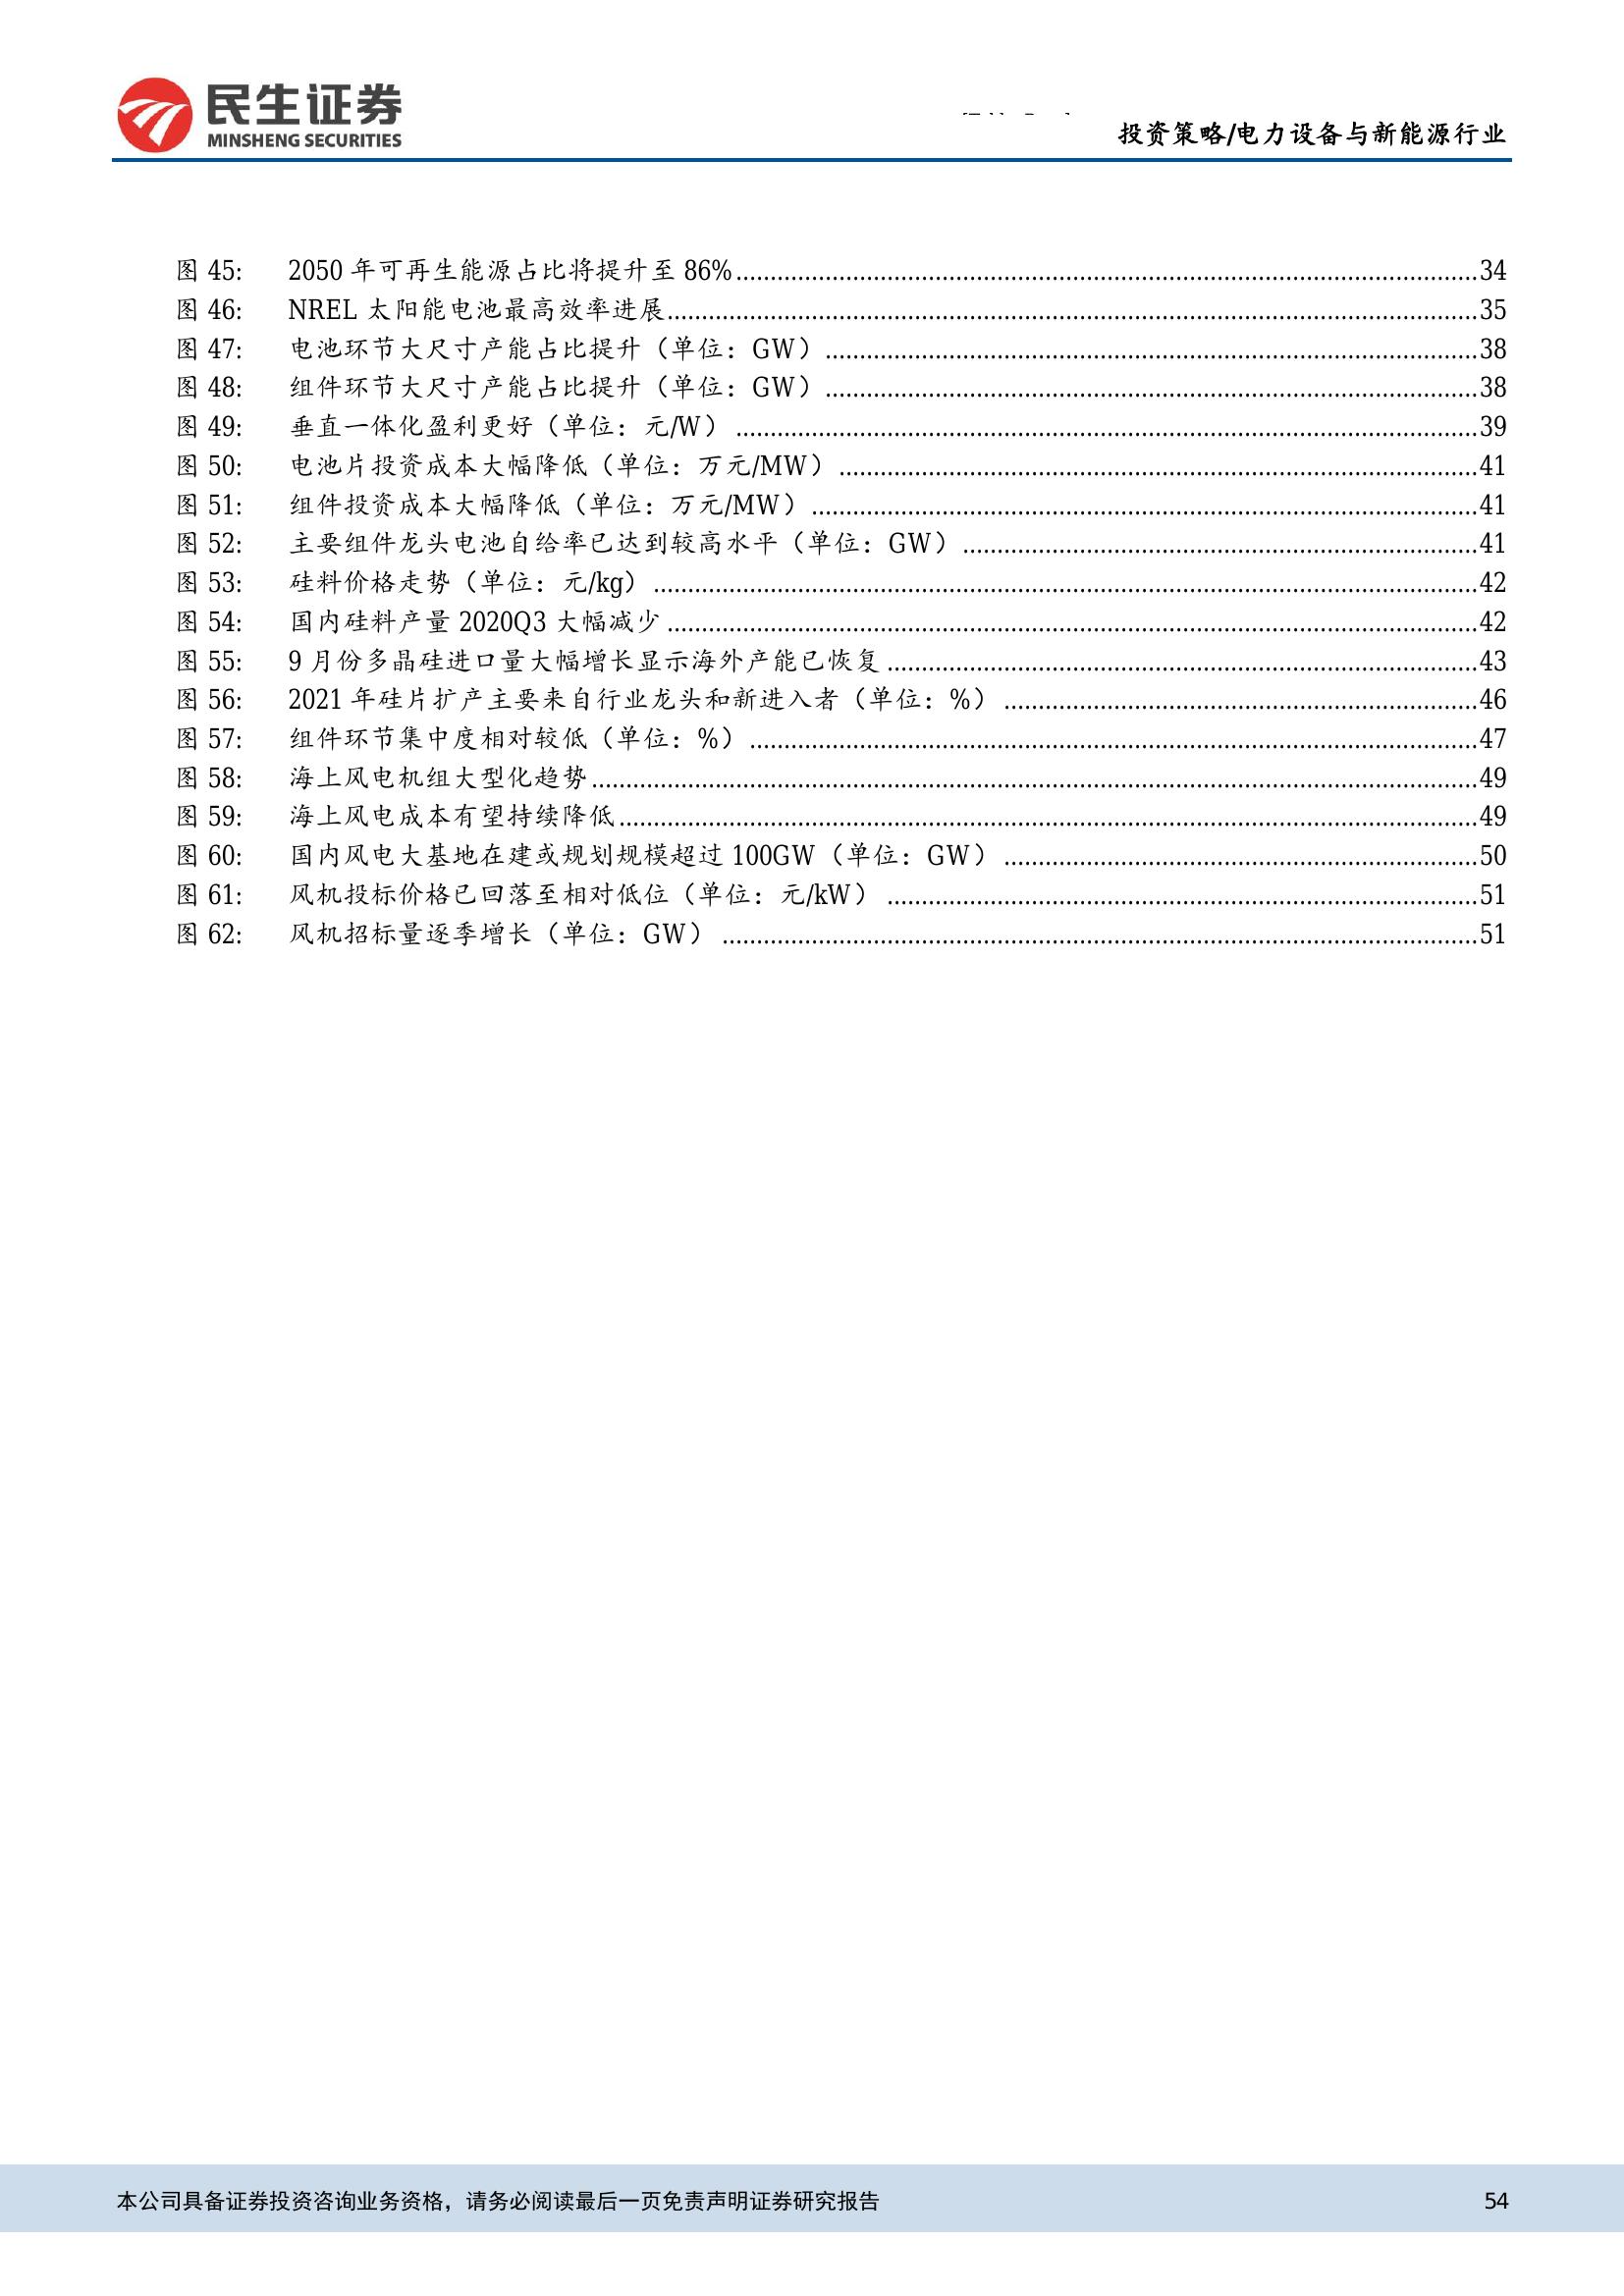 民生证券
MINSHENG SECURITIES
投资策略/电力设备与新能源行业
图 45: 2050 年可再生能源占比将提升至 86%....................34
图 46: NREL 太阳能电池最高效率进展....................35
图 47: 电池环节大尺寸产能占比提升（单位：GW）....................38
图 48: 组件环节大尺寸产能占比提升（单位：GW）....................38
图 49: 垂直一体化盈利更好（单位：元/W）....................39
图 50: 电池片投资成本大幅降低（单位：万元/MW）....................41
图 51: 组件投资成本大幅降低（单位：万元/MW）....................41
图 52: 主要组件龙头电池自给率已达到较高水平（单位：GW）....................41
图 53: 硅料价格走势（单位：元/kg）....................42
图 54: 国内硅料产量 2020Q3 大幅减少....................42
图 55: 9 月份多晶硅进口量大幅增长显示海外产能已恢复....................43
图 56: 2021 年硅片扩产主要来自行业龙头和新进入者（单位：%）....................46
图 57: 组件环节集中度相对较低（单位：%）....................47
图 58: 海上风电机组大型化趋势....................49
图 59: 海上风电成本有望持续降低....................49
图 60: 国内风电大基地在建或规划规模超过 100GW（单位：GW）....................50
图 61: 风机投标价格已回落至相对低位（单位：元/kW）....................51
图 62: 风机招标量逐季增长（单位：GW）....................51
本公司具备证券投资咨询业务资格，请务必阅读最后一页免责声明证券研究报告 54